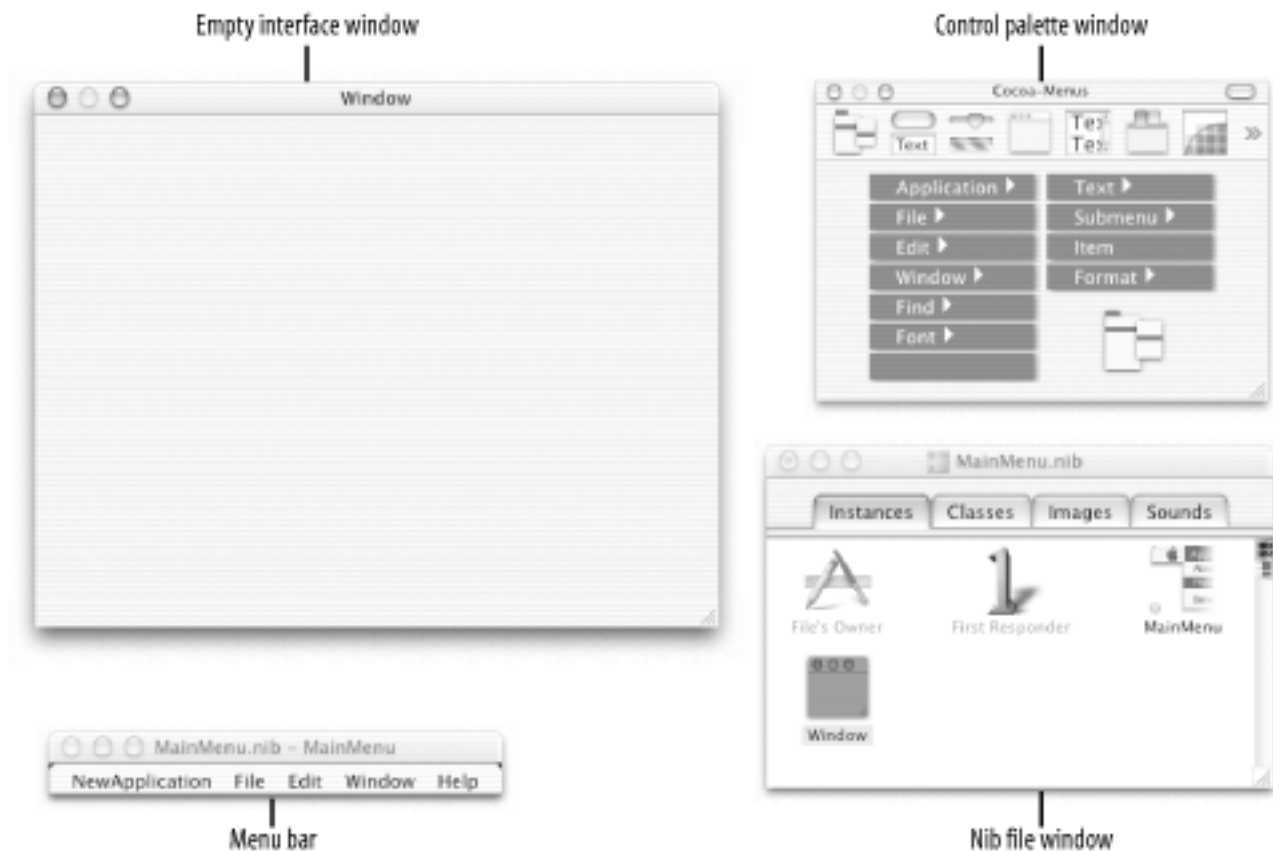 Empty interface window
Window
Control palette window
Cocoa-Menus
Text
Tex
Tex
Application
Text
File
Submenu
Edit
Item
Window
Format
Find
Font
MainMenu.nib
Instances Classes Images Sounds
File's Owner First Responder MainMenu
Window
MainMenu.nib – MainMenu
NewApplication File Edit Window Help
Menu bar
Nib file window